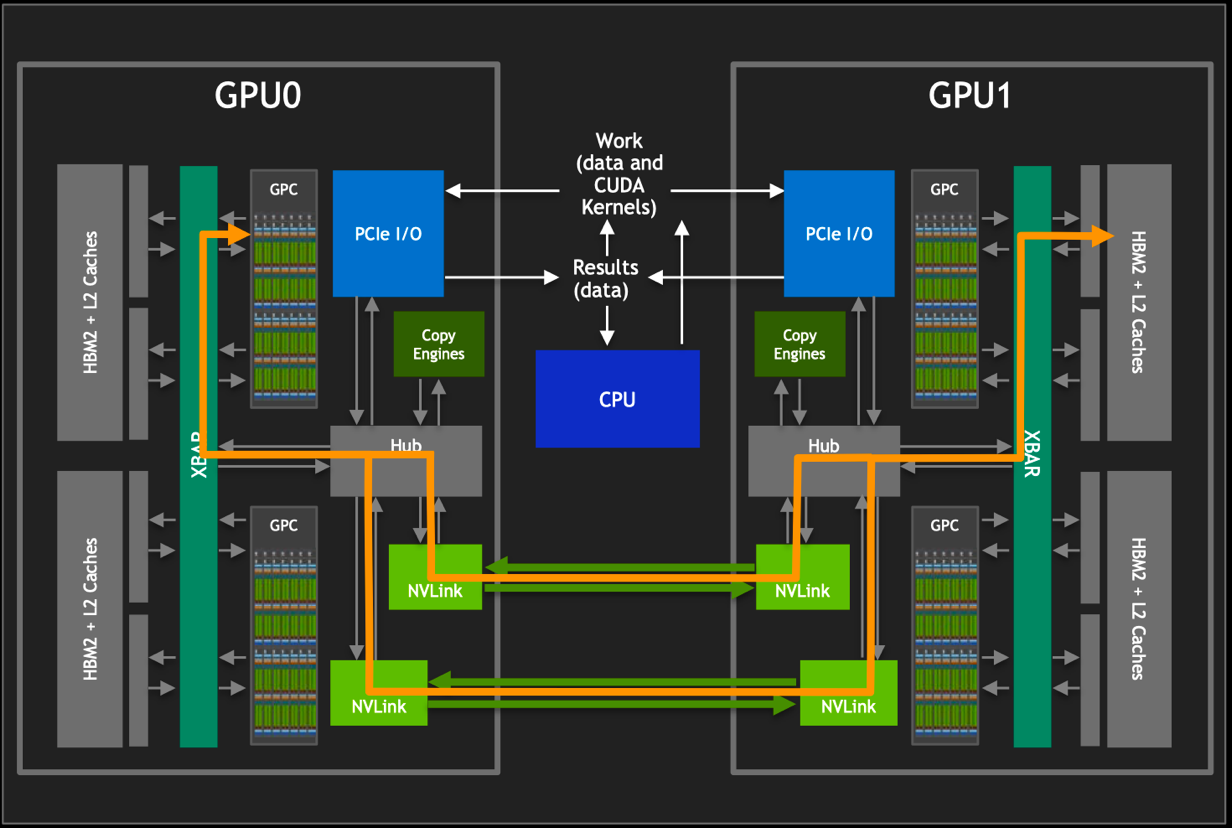 GPU0
GPU1
Work
(data and
CUDA
Kernels)
Results
(data)
CPU
HBM2 + L2 Caches
HBM2 + L2 Caches
XBAR
GPC
GPC
PCIe I/O
Copy
Engines
Hub
NVLink
NVLink
PCIe I/O
Copy
Engines
Hub
NVLink
NVLink
GPC
GPC
XBAR
HBM2 + L2 Caches
HBM2 + L2 Caches